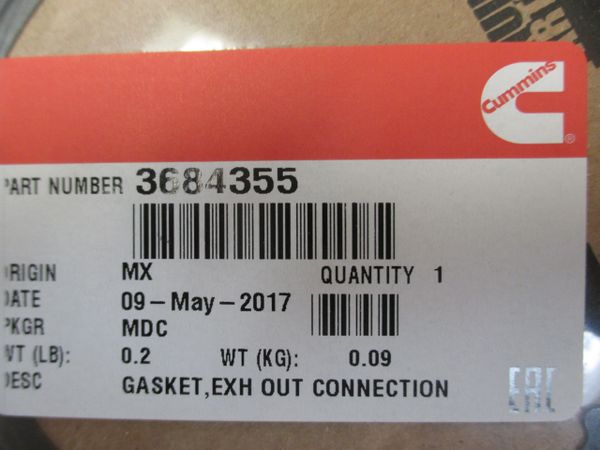 Cummins
PART NUMBER 3684355
ORIGIN MX QUANTITY 1
DATE 09-May-2017
PKGR MDC
WT (LB): 0.2 WT (KG): 0.09
DESC GASKET,EXH OUT CONNECTION
EAC